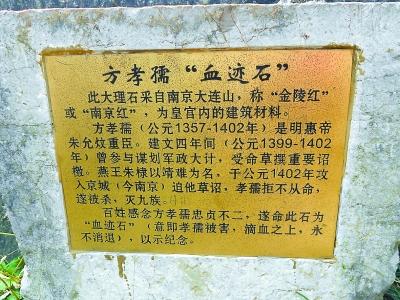 方孝孺“血迹石”
此大理石采自南京大连山，称“金陵红”
或“南京红”，为皇宫内的建筑材料。
方孝孺（公元1357-1402年）是明惠帝
朱允炆重臣。建文四年间（公元1399-1402
年）曾参与谋划军政大计，受命草撰重要诏
檄。燕王朱棣以靖难为名，于公元1402年攻
入京城（今南京）迫他草诏，孝孺拒不从命，
遂被杀，灭九族。
百姓感念方孝孺忠贞不二，遂命此石为
“血迹石”（意即孝孺被害，滴血之上，永
不消退），以示纪念。